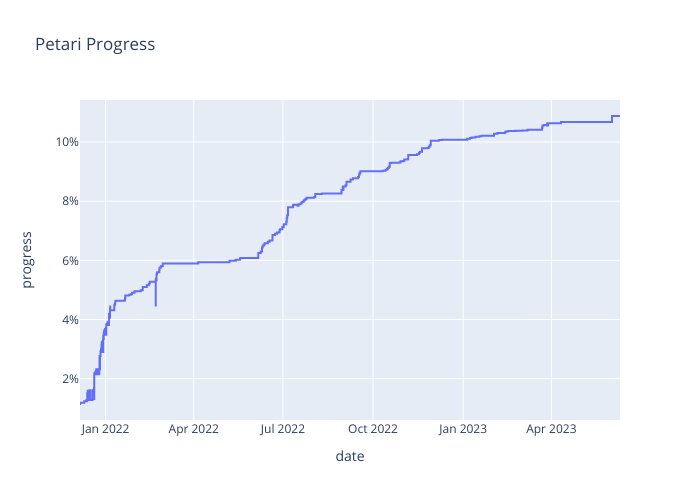 Petari Progress
progress
10%
8%
6%
4%
2%
Jan 2022 Apr 2022 Jul 2022 Oct 2022 Jan 2023 Apr 2023
date